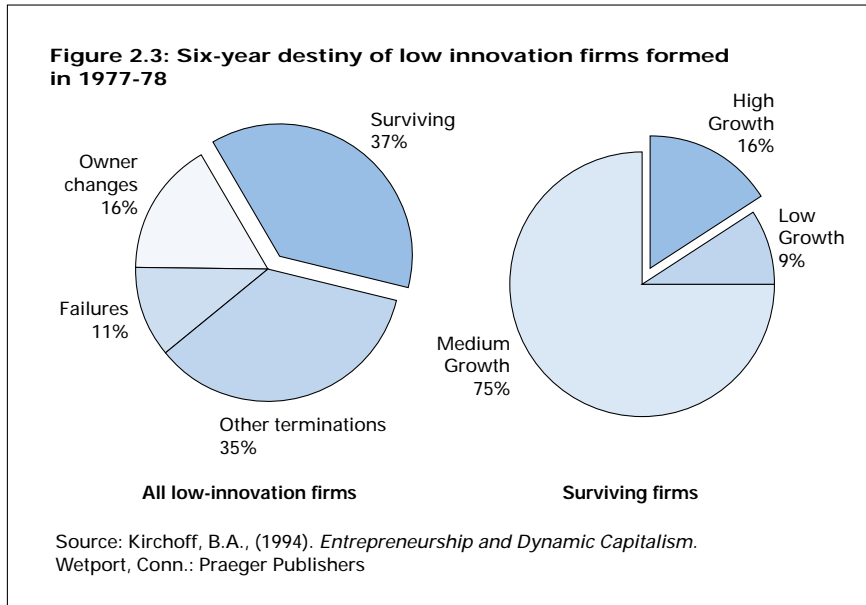 Figure 2.3: Six-year destiny of low innovation firms formed
in 1977-78
Surviving
37%
Owner
changes
16%
Failures
11%
Other terminations
35%
All low-innovation firms
High
Growth
16%
Low
Growth
9%
Medium
Growth
75%
Surviving firms
Source: Kirchoff, B.A., (1994). Entrepreneurship and Dynamic Capitalism.
Wetport, Conn.: Praeger Publishers